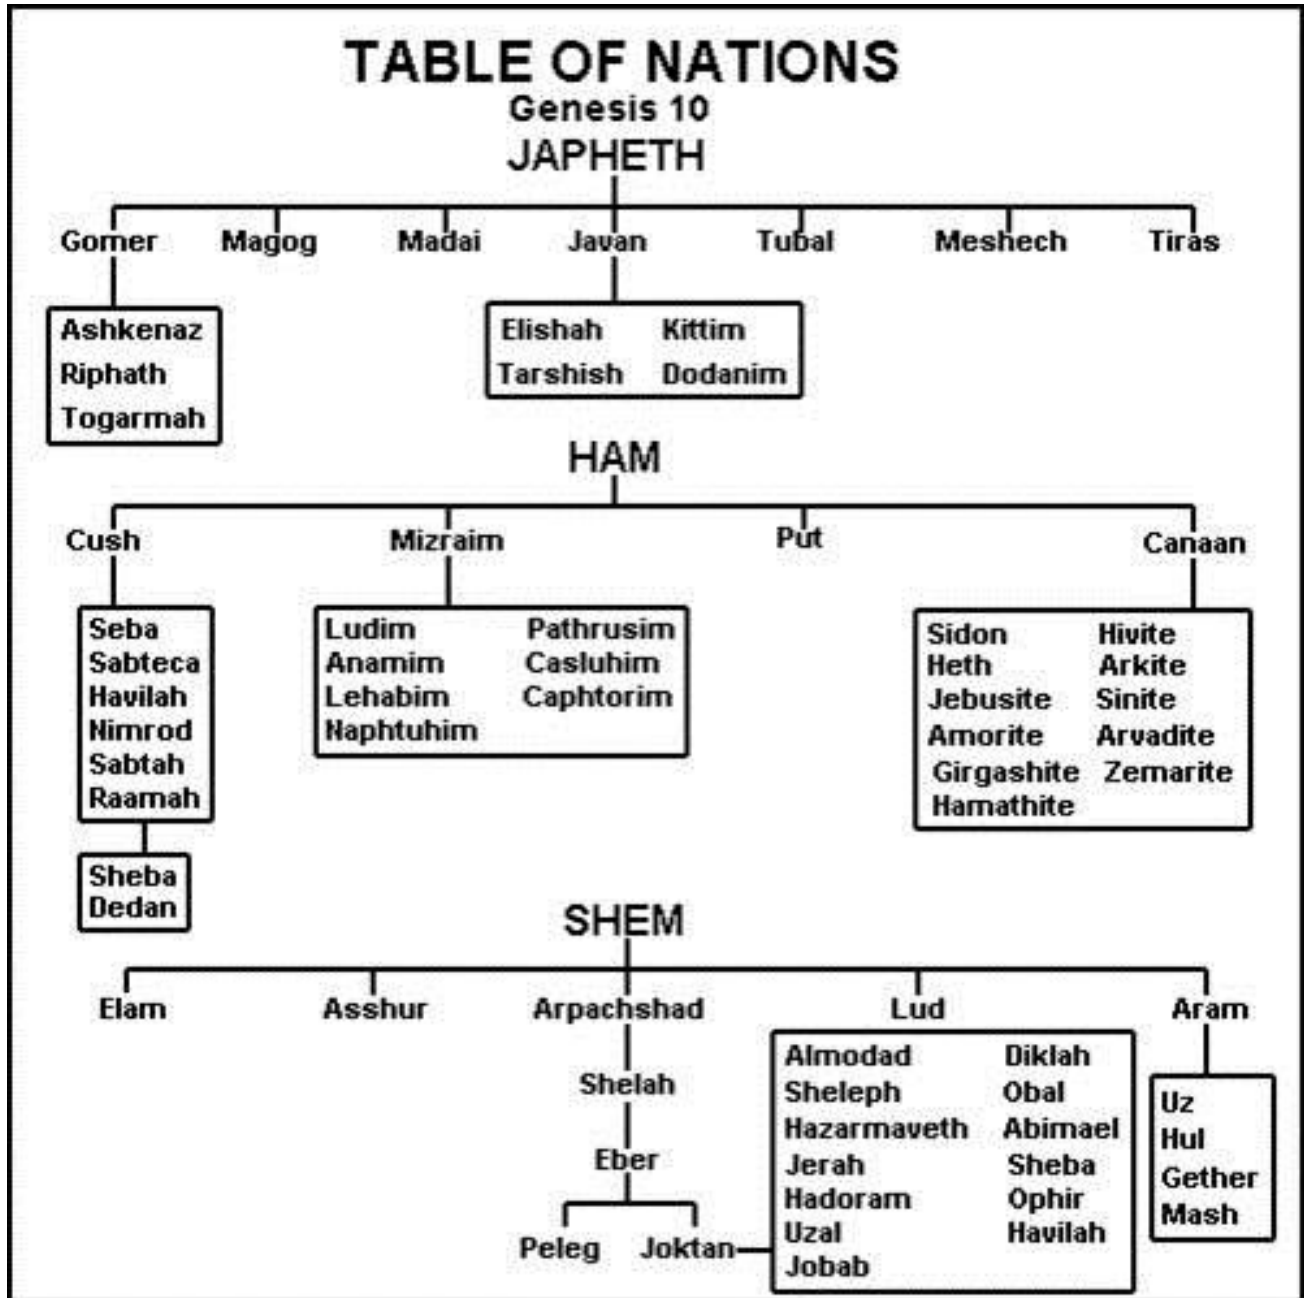 TABLE OF NATIONS
Genesis 10
JAPHETH
Gomer Magog Madai Javan Tubal Meshech Tiras
Ashkenaz
Riphath
Togarmah
Elishah Kittim
Tarshish Dodanim
HAM
Cush Mizraim Put Canaan
Seba
Sabteca
Havilah
Nimrod
Sabtah
Raamah
Sheba
Dedan
Ludim Pathrusim
Anamim Casluhim
Lehabim Caphtorim
Naphtuhim
Sidon Hivite
Heth Arkite
Jebusite Sinite
Amorite Arvadite
Girgashite Zemarite
Hamathite
SHEM
Elam Asshur Arpachshad Lud Aram
Shelah
Eber
Peleg Joktan
Almodad Diklah
Sheleph Obal
Hazarmaveth Abimael
Jerah Sheba
Hadoram Ophir
Uzal Havilah
Jobab
Uz
Hul
Gether
Mash